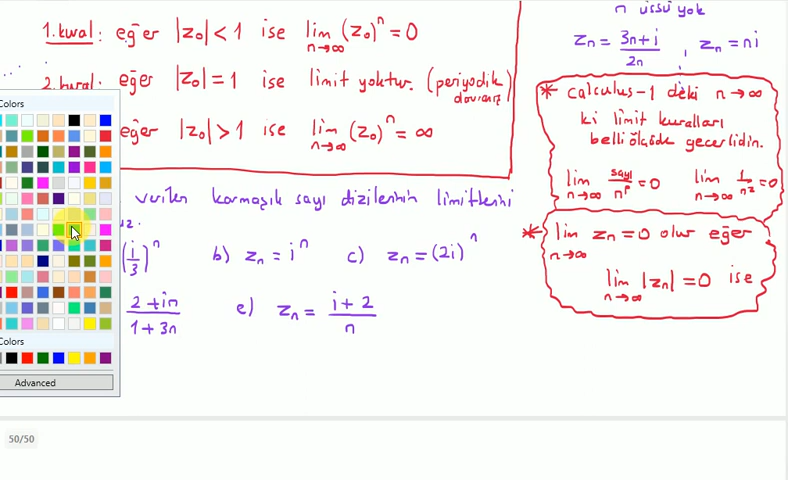 n üssü yok
1. kural: eğer |z₀| < 1 ise lim n→∞ (z₀)ⁿ = 0
zₙ = 3n+i / 2n , zₙ = ni
2. kural: eğer |z₀| = 1 ise limit yoktur. (periyodik davranış)
eğer |z₀| > 1 ise lim n→∞ (z₀)ⁿ = ∞
* calculus-1 deki n→∞
ki limit kuralları
belli ölçüde geçerlidir.
lim n→∞ sayı/nᵖ = 0 lim n→∞ 1/n² = 0
Colors
verilen karmaşık sayı dizilerinin limitlerini
(i/3)ⁿ b) zₙ = iⁿ c) zₙ = (2i)ⁿ
2+in / 1+3n e) zₙ = i+2 / n
* lim n→∞ zₙ = 0 olur eğer
lim n→∞ |zₙ| = 0 ise
Colors
Advanced
50/50